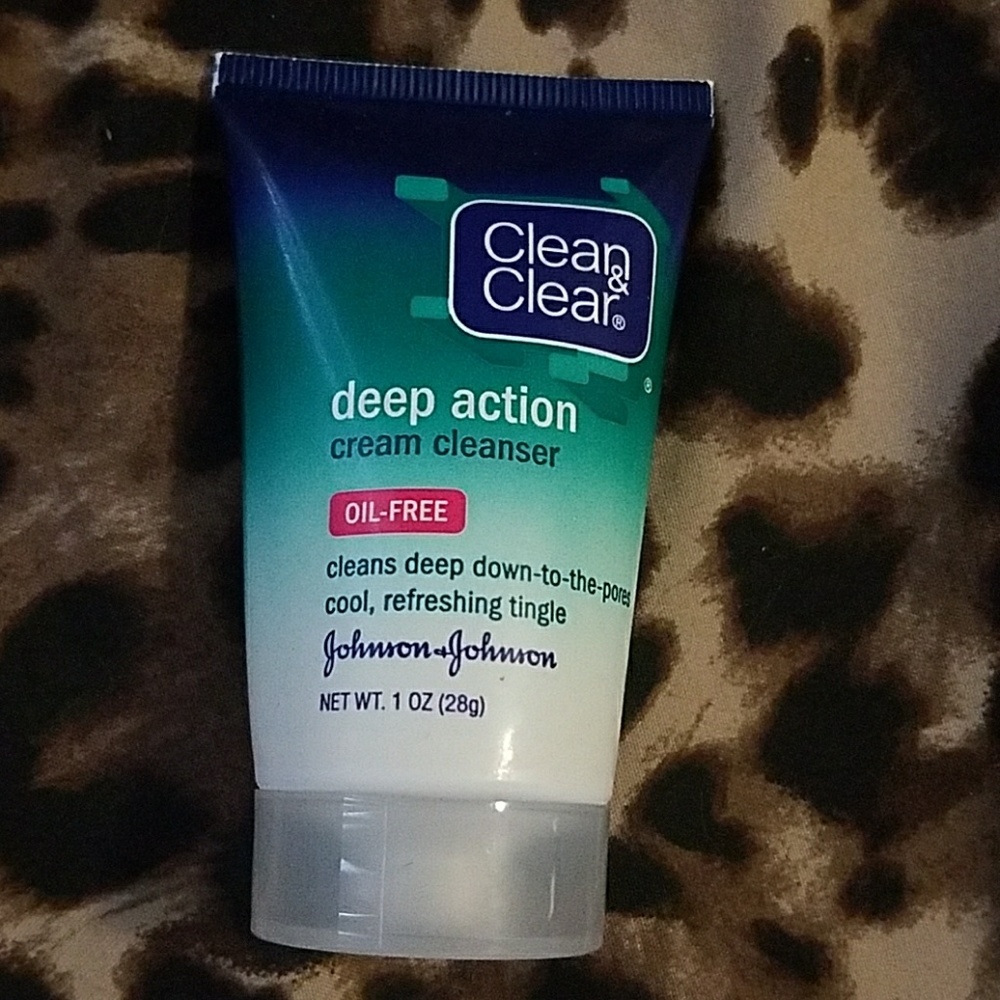 Clean
&
Clear®
®
deep action
cream cleanser
OIL-FREE
cleans deep down-to-the-pores
cool, refreshing tingle
Johnson & Johnson
NET WT. 1 OZ (28g)